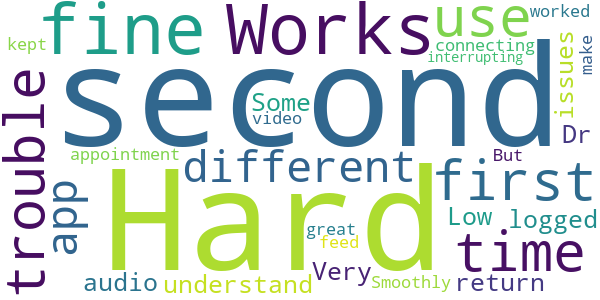 kept
fine
Works
use
worked
connecting
interrupting
make
issues
trouble
second
Some
video
Dr
appointment
different
But
first
app
Hard
great
feed
Low
logged
time
audio
understand
Very
Smoothly
return